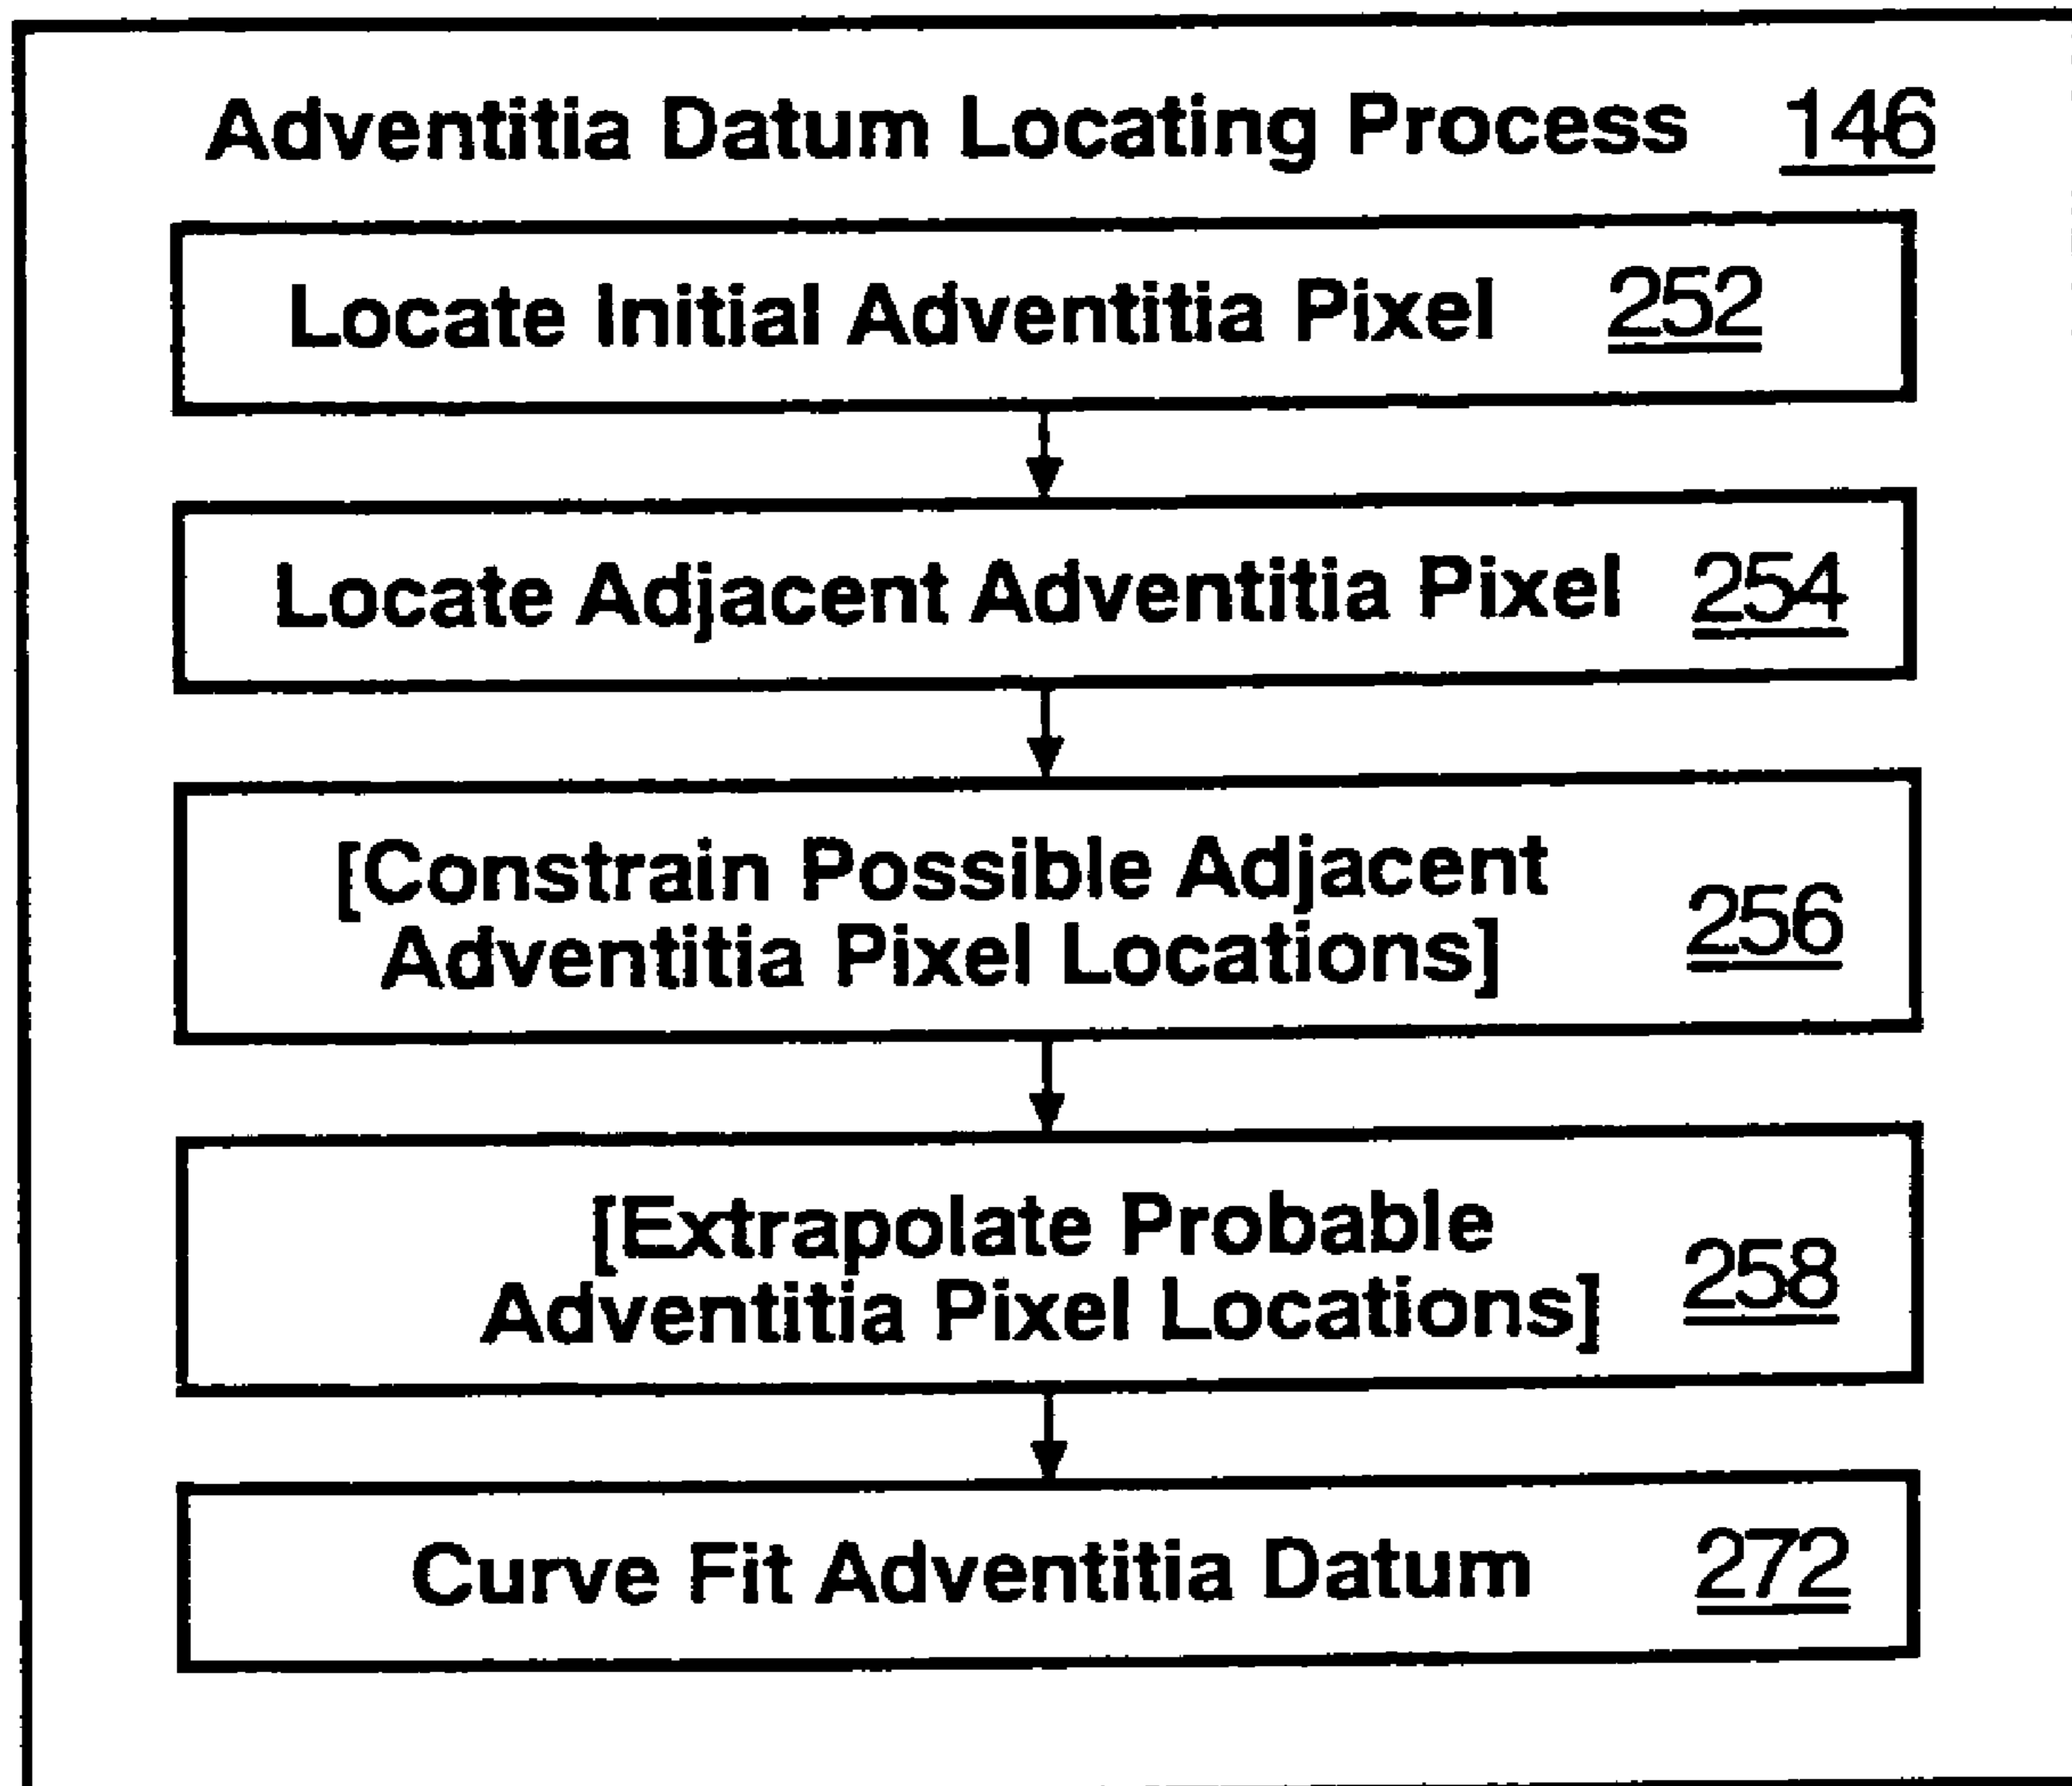 Adventitia Datum Locating Process 146
Locate Initial Adventitia Pixel 252
Locate Adjacent Adventitia Pixel 254
[Constrain Possible Adjacent
Adventitia Pixel Locations] 256
[Extrapolate Probable
Adventitia Pixel Locations] 258
Curve Fit Adventitia Datum 272